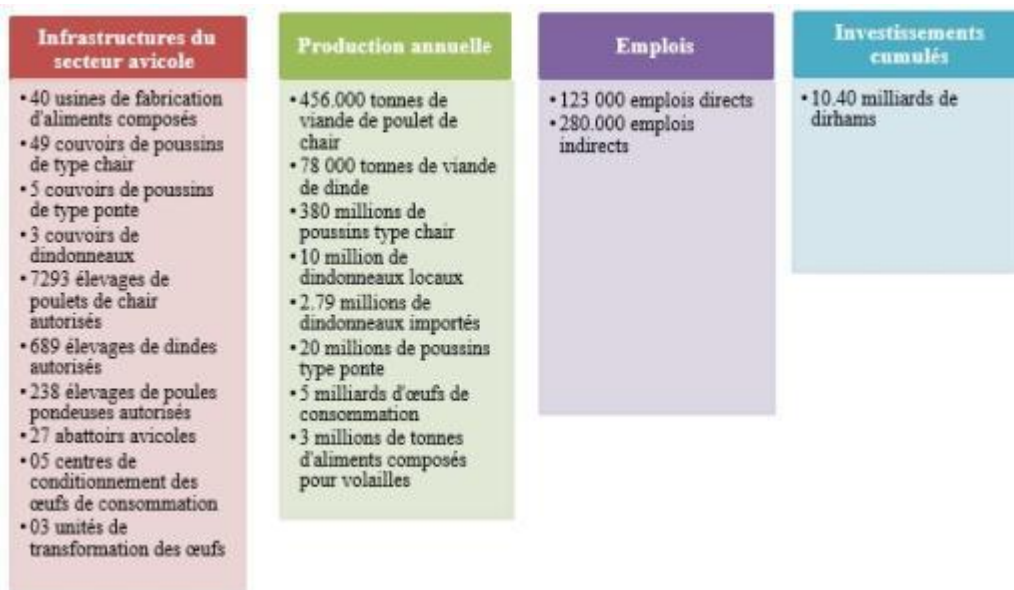 Infrastructures du
secteur avicole
• 40 usines de fabrication
d'aliments composés
• 49 couvoirs de poussins
de type chair
• 5 couvoirs de poussins
de type ponte
• 3 couvoirs de
dindonneaux
• 7293 élevages de
poulets de chair
autorisés
• 689 élevages de dindes
autorisés
• 238 élevages de poules
pondeuses autorisés
• 27 abattoirs avicoles
• 05 centres de
conditionnement des
œufs de consommation
• 03 unités de
transformation des œufs
Production annuelle
• 456.000 tonnes de
viande de poulet de
chair
• 78 000 tonnes de viande
de dinde
• 380 millions de
poussins type chair
• 10 million de
dindonneaux locaux
• 2.79 millions de
dindonneaux importés
• 20 millions de poussins
type ponte
• 5 milliards d'œufs de
consommation
• 3 millions de tonnes
d'aliments composés
pour volailles
Emplois
• 123 000 emplois directs
• 280.000 emplois
indirects
Investissements
cumulés
• 10.40 milliards de
dirhams